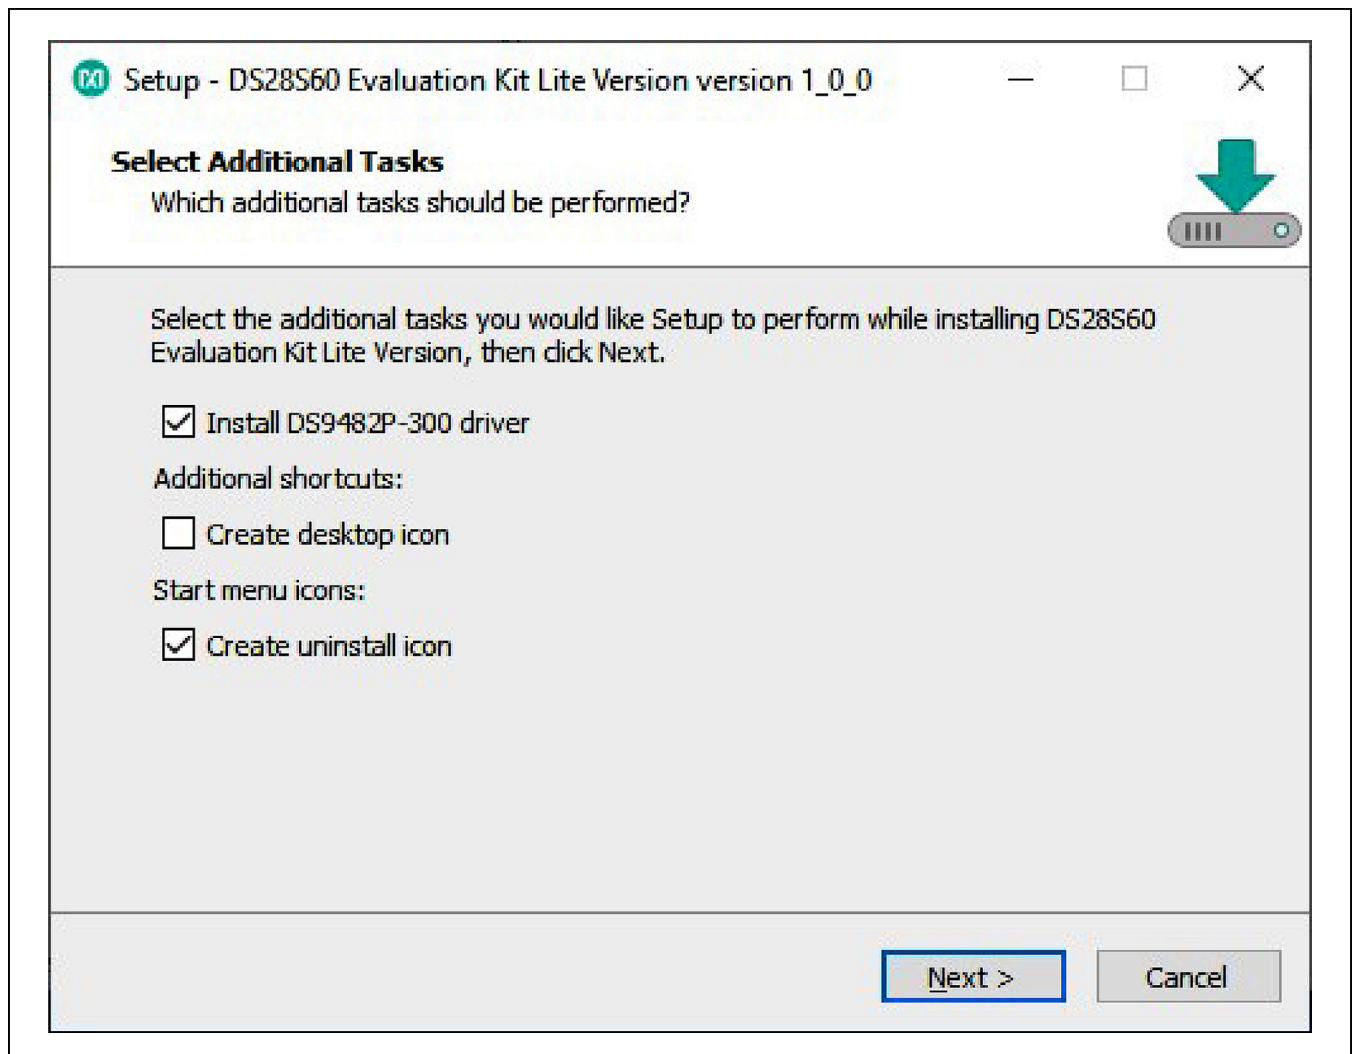 Setup - DS28S60 Evaluation Kit Lite Version version 1_0_0
Select Additional Tasks
Which additional tasks should be performed?
Select the additional tasks you would like Setup to perform while installing DS28S60
Evaluation Kit Lite Version, then click Next.
Install DS9482P-300 driver
Additional shortcuts:
Create desktop icon
Start menu icons:
Create uninstall icon
Next >
Cancel